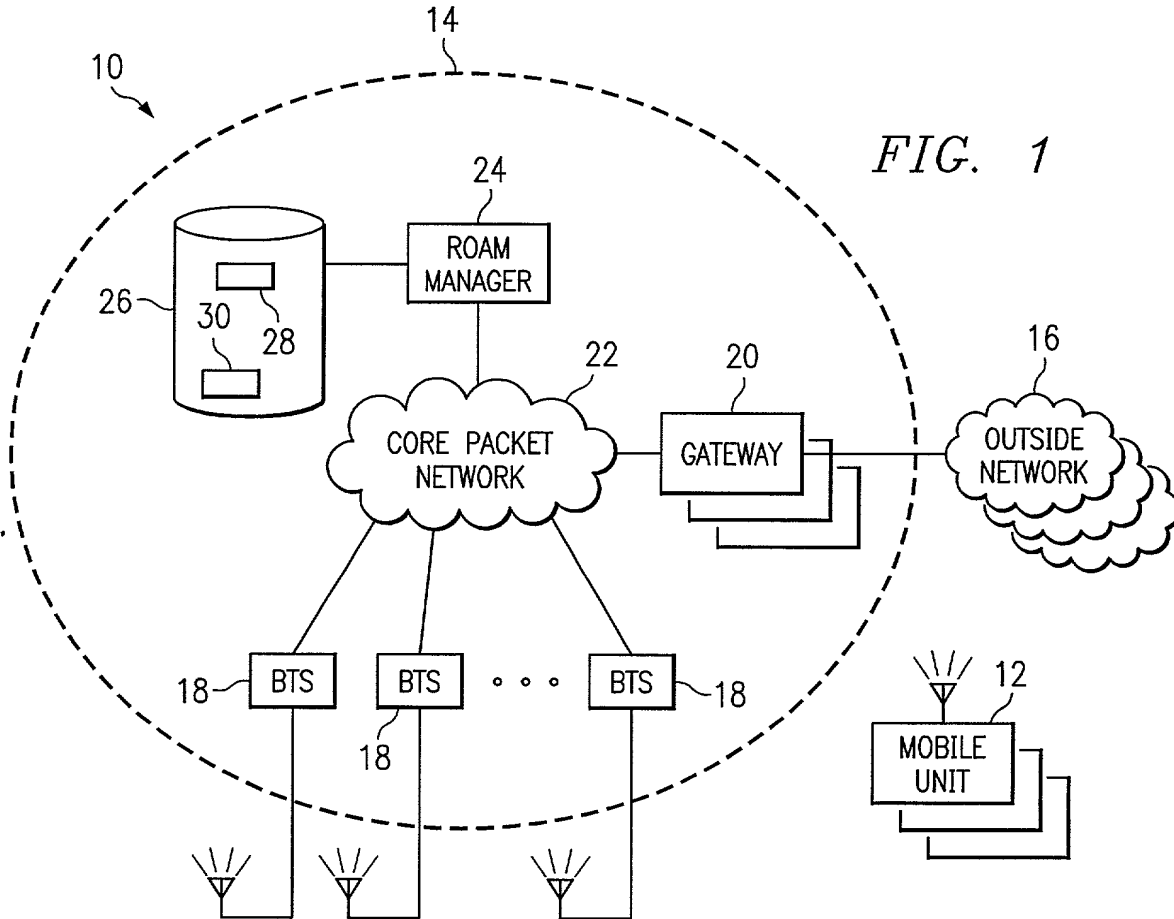 14
10
FIG. 1
24
ROAM
MANAGER
26
30
28
22
20
16
CORE PACKET
NETWORK
GATEWAY
OUTSIDE
NETWORK
18
BTS
BTS
BTS
18
18
12
MOBILE
UNIT